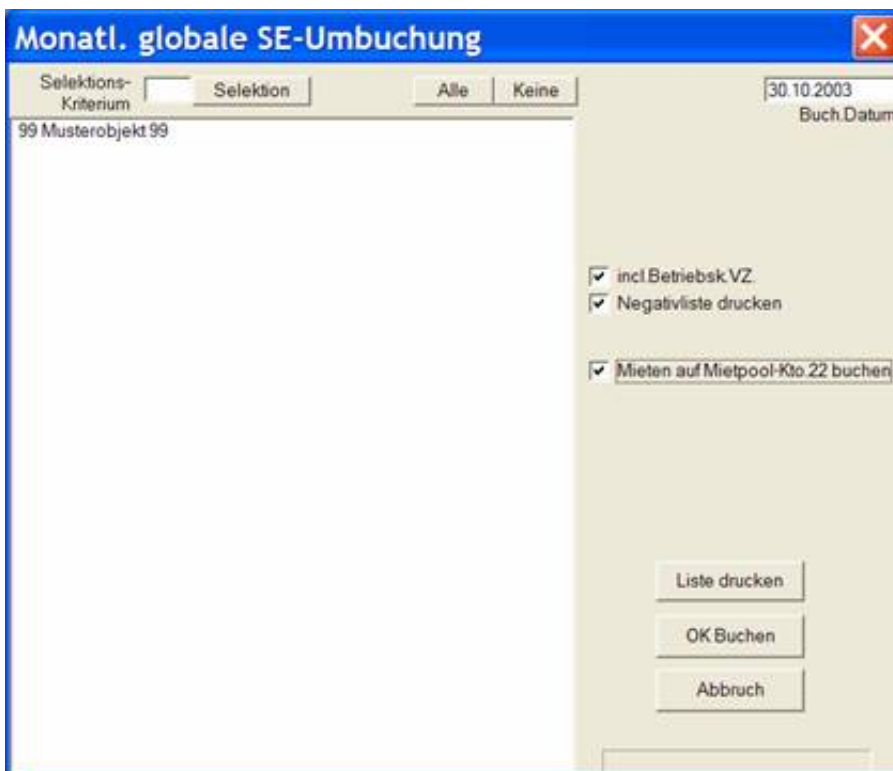 Monatl. globale SE-Umbuchung
Selektions-
Kriterium
Selektion
Alle
Keine
30.10.2003
Buch.Datum
99 Musterobjekt 99
incl.Betriebsk.VZ.
Negativliste drucken
Mieten auf Mietpool-Kto.22 buchen
Liste drucken
OK Buchen
Abbruch